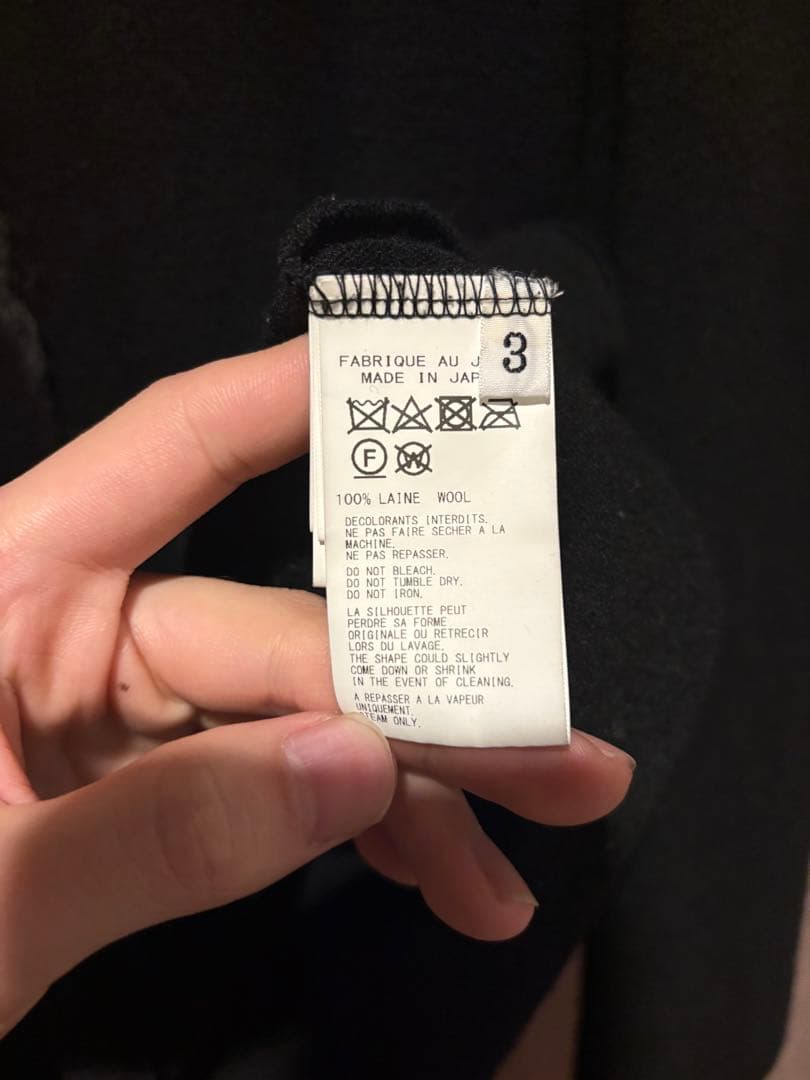 3
FABRIQUE AU J
MADE IN JAP
F
W
100% LAINE WOOL
DECOLORANTS INTERDITS.
NE PAS FAIRE SECHER A LA
MACHINE.
NE PAS REPASSER.
DO NOT BLEACH.
DO NOT TUMBLE DRY.
DO NOT IRON.
LA SILHOUETTE PEUT
PERDRE SA FORME
ORIGINALE OU RETRECIR
LORS DU LAVAGE.
THE SHAPE COULD SLIGHTLY
COME DOWN OR SHRINK
IN THE EVENT OF CLEANING.
A REPASSER A LA VAPEUR
UNIQUEMENT.
STEAM ONLY.